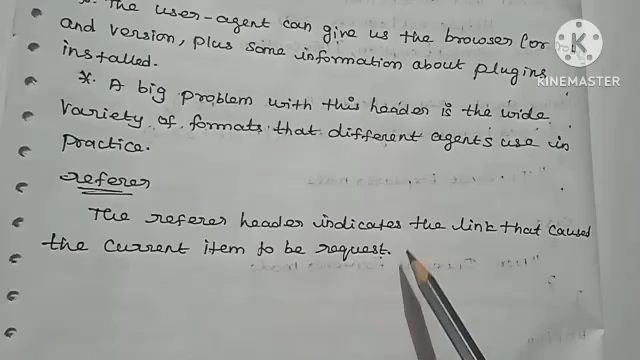 The user-agent can give us the browser (or
and version, plus some information about plugins
installed.
*. A big problem with this header is the wide
Variety of formats that different agents use in
Practice.
referer
The referer header indicates the link that caused
the current item to be request.
KINEMASTER